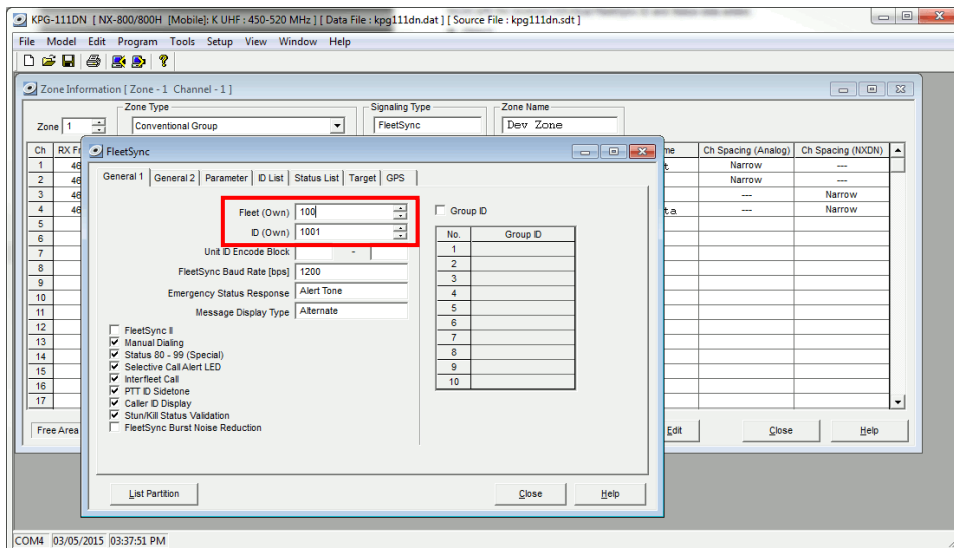 KPG-111DN [ NX-800/800H [Mobile]: K UHF : 450-520 MHz ] [ Data File : kpg111dn.dat ] [ Source File : kpg111dn.sdt ]
File Model Edit Program Tools Setup View Window Help
Zone Information [ Zone - 1 Channel - 1 ]
Zone Type Signaling Type Zone Name
Zone 1 Conventional Group FleetSync Dev Zone
Ch RX Fr me Ch Spacing (Analog) Ch Spacing (NXDN)
1 46 t Narrow ---
2 46 Narrow ---
3 46 --- Narrow
4 46 ta --- Narrow
5
6
7
8
9
10
11
12
13
14
15
16
17
Free Area Edit Close Help
FleetSync
General 1 General 2 Parameter ID List Status List Target GPS
Fleet (Own) 100
ID (Own) 1001
Unit ID Encode Block -
FleetSync Baud Rate [bps] 1200
Emergency Status Response Alert Tone
Message Display Type Alternate
FleetSync II
Manual Dialing
Status 80 - 99 (Special)
Selective Call Alert LED
Interfleet Call
PTT ID Sidetone
Caller ID Display
Stun/Kill Status Validation
FleetSync Burst Noise Reduction
Group ID
No. Group ID
1
2
3
4
5
6
7
8
9
10
List Partition Close Help
COM4 03/05/2015 03:37:51 PM